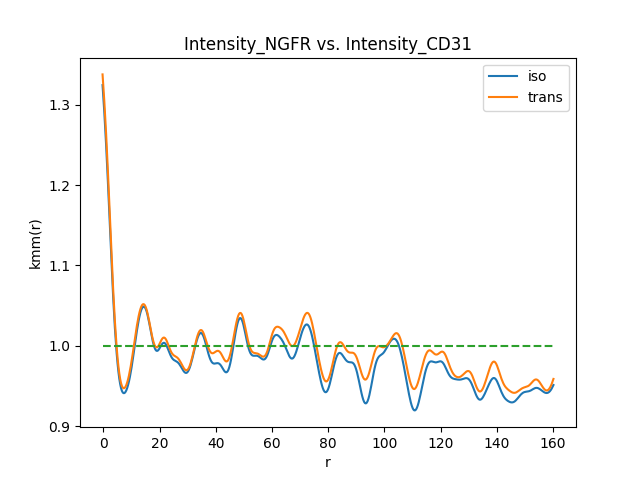 Intensity_NGFR vs. Intensity_CD31
iso
trans
1.3
1.2
1.1
1.0
0.9
kmm(r)
0 20 40 60 80 100 120 140 160
r